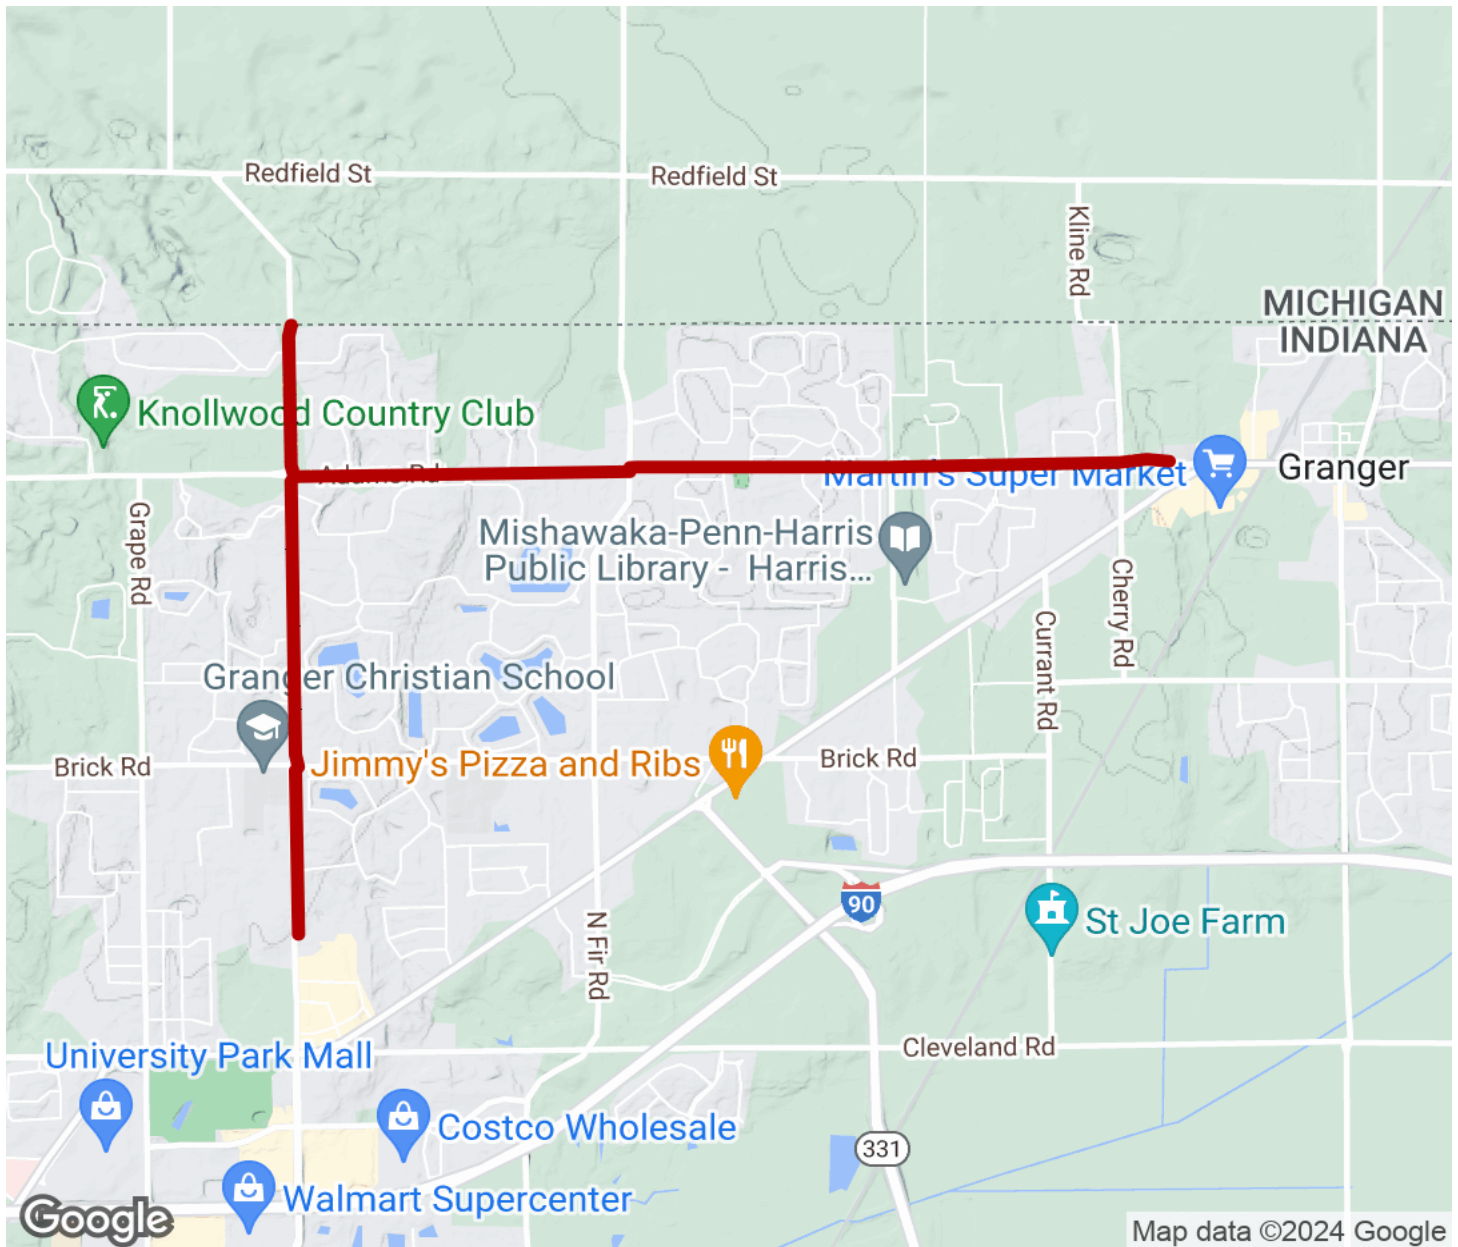 Redfield St
Redfield St
Kline Rd
MICHIGAN
INDIANA
Knollwood Country Club
Adams Rd
Martin's Super Market
Granger
Grape Rd
Mishawaka-Penn-Harris
Public Library - Harris...
Cherry Rd
Currant Rd
Granger Christian School
Brick Rd
Jimmy's Pizza and Ribs
Brick Rd
90
N Fir Rd
St Joe Farm
University Park Mall
Cleveland Rd
Costco Wholesale
331
Walmart Supercenter
Google
Map data ©2024 Google